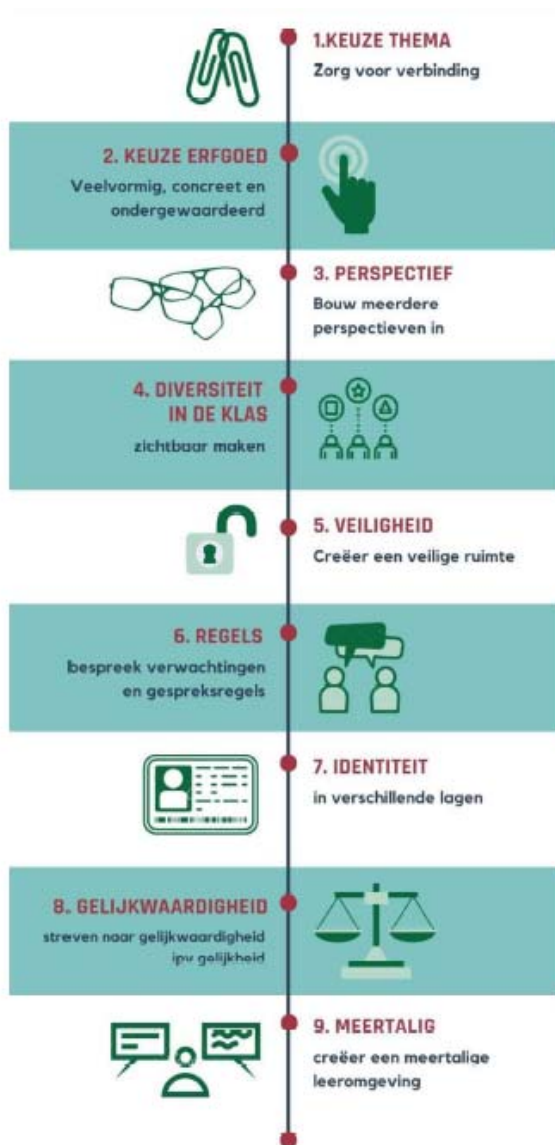 1.KEUZE THEMA
Zorg voor verbinding
2. KEUZE ERFGOED
Veelvormig, concreet en
ondergewaardeerd
3. PERSPECTIEF
Bouw meerdere
perspectieven in
4. DIVERSITEIT
IN DE KLAS
zichtbaar maken
5. VEILIGHEID
Creëer een veilige ruimte
6. REGELS
bespreek verwachtingen
en gespreksregels
7. IDENTITEIT
in verschillende lagen
8. GELIJKWAARDIGHEID
streven naar gelijkwaardigheid
ipv gelijkheid
9. MEERTALIG
creëer een meertalige
leeromgeving